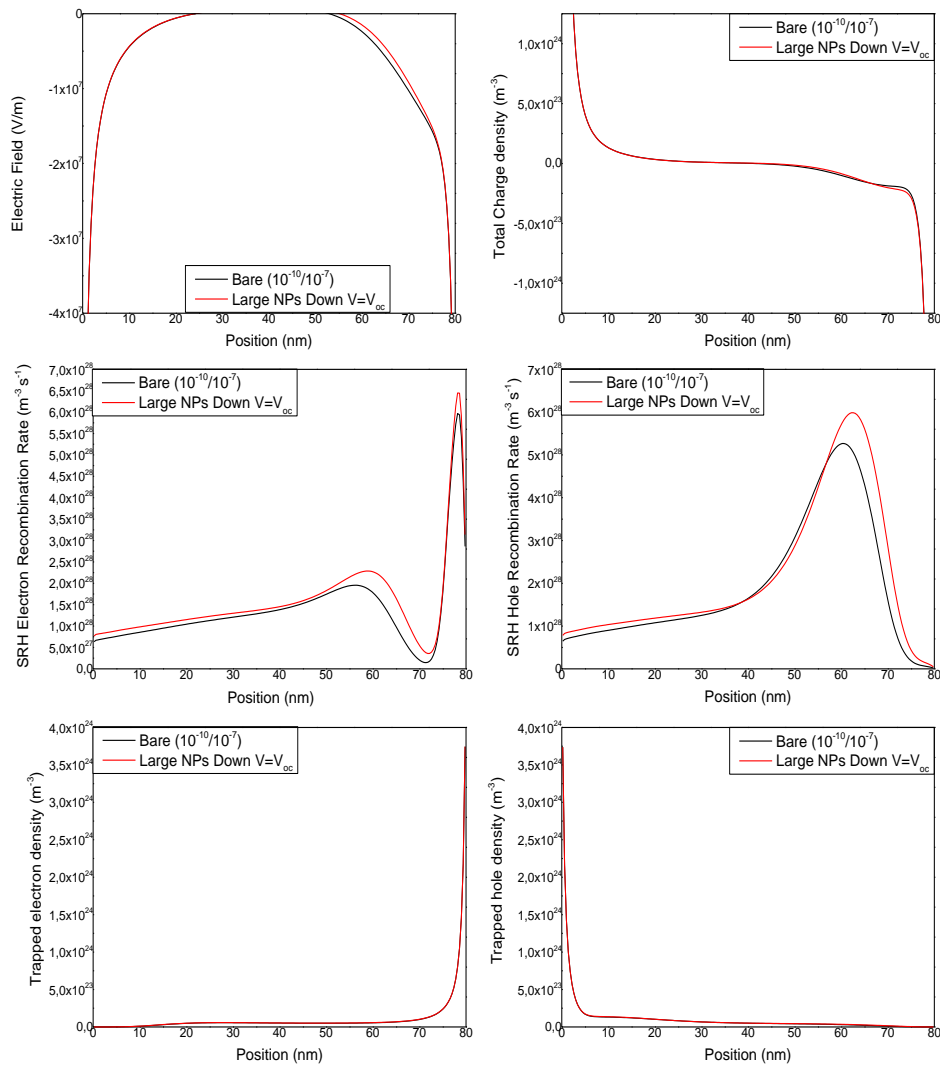 0
-1x10⁷
-2x10⁷
-3x10⁷
-4x10⁷
Electric Field (V/m)
Bare (10⁻¹⁰/10⁻⁷)
Large NPs Down V=Vₒc
0 10 20 30 40 50 60 70 80
Position (nm)
1,0x10²⁴
5,0x10²³
0,0
-5,0x10²³
-1,0x10²⁴
Total Charge density (m⁻³)
Bare (10⁻¹⁰/10⁻⁷)
Large NPs Down V=Vₒc
0 10 20 30 40 50 60 70 80
Position (nm)
7,0x10²⁸
6,5x10²⁸
6,0x10²⁸
5,5x10²⁸
5,0x10²⁸
4,5x10²⁸
4,0x10²⁸
3,5x10²⁸
3,0x10²⁸
2,5x10²⁸
2,0x10²⁸
1,5x10²⁸
1,0x10²⁸
5,0x10²⁷
0,0
SRH Electron Recombination Rate (m⁻³ s⁻¹)
Bare (10⁻¹⁰/10⁻⁷)
Large NPs Down V=Vₒc
0 10 20 30 40 50 60 70 80
Position (nm)
7x10²⁸
6x10²⁸
5x10²⁸
4x10²⁸
3x10²⁸
2x10²⁸
1x10²⁸
0
SRH Hole Recombination Rate (m⁻³ s⁻¹)
Bare (10⁻¹⁰/10⁻⁷)
Large NPs Down V=Vₒc
0 10 20 30 40 50 60 70 80
Position (nm)
4,0x10²⁴
3,5x10²⁴
3,0x10²⁴
2,5x10²⁴
2,0x10²⁴
1,5x10²⁴
1,0x10²⁴
5,0x10²³
0,0
Trapped electron density (m⁻³)
Bare (10⁻¹⁰/10⁻⁷)
Large NPs Down V=Vₒc
0 10 20 30 40 50 60 70 80
Position (nm)
4,0x10²⁴
3,5x10²⁴
3,0x10²⁴
2,5x10²⁴
2,0x10²⁴
1,5x10²⁴
1,0x10²⁴
5,0x10²³
0,0
Trapped hole density (m⁻³)
Bare (10⁻¹⁰/10⁻⁷)
Large NPs Down V=Vₒc
0 10 20 30 40 50 60 70 80
Position (nm)